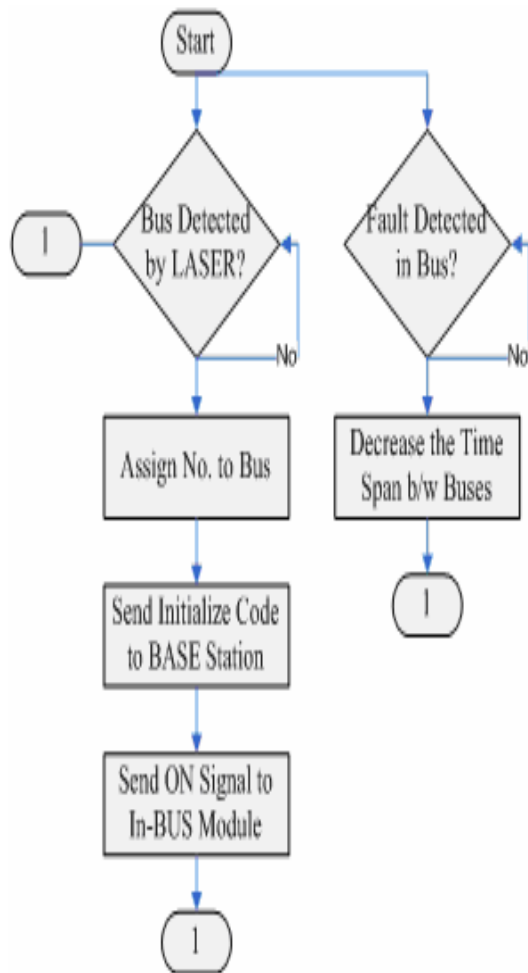 Start
Bus Detected
by LASER?
1
No
Assign No. to Bus
Send Initialize Code
to BASE Station
Send ON Signal to
In-BUS Module
1
Fault Detected
in Bus?
No
Decrease the Time
Span b/w Buses
1